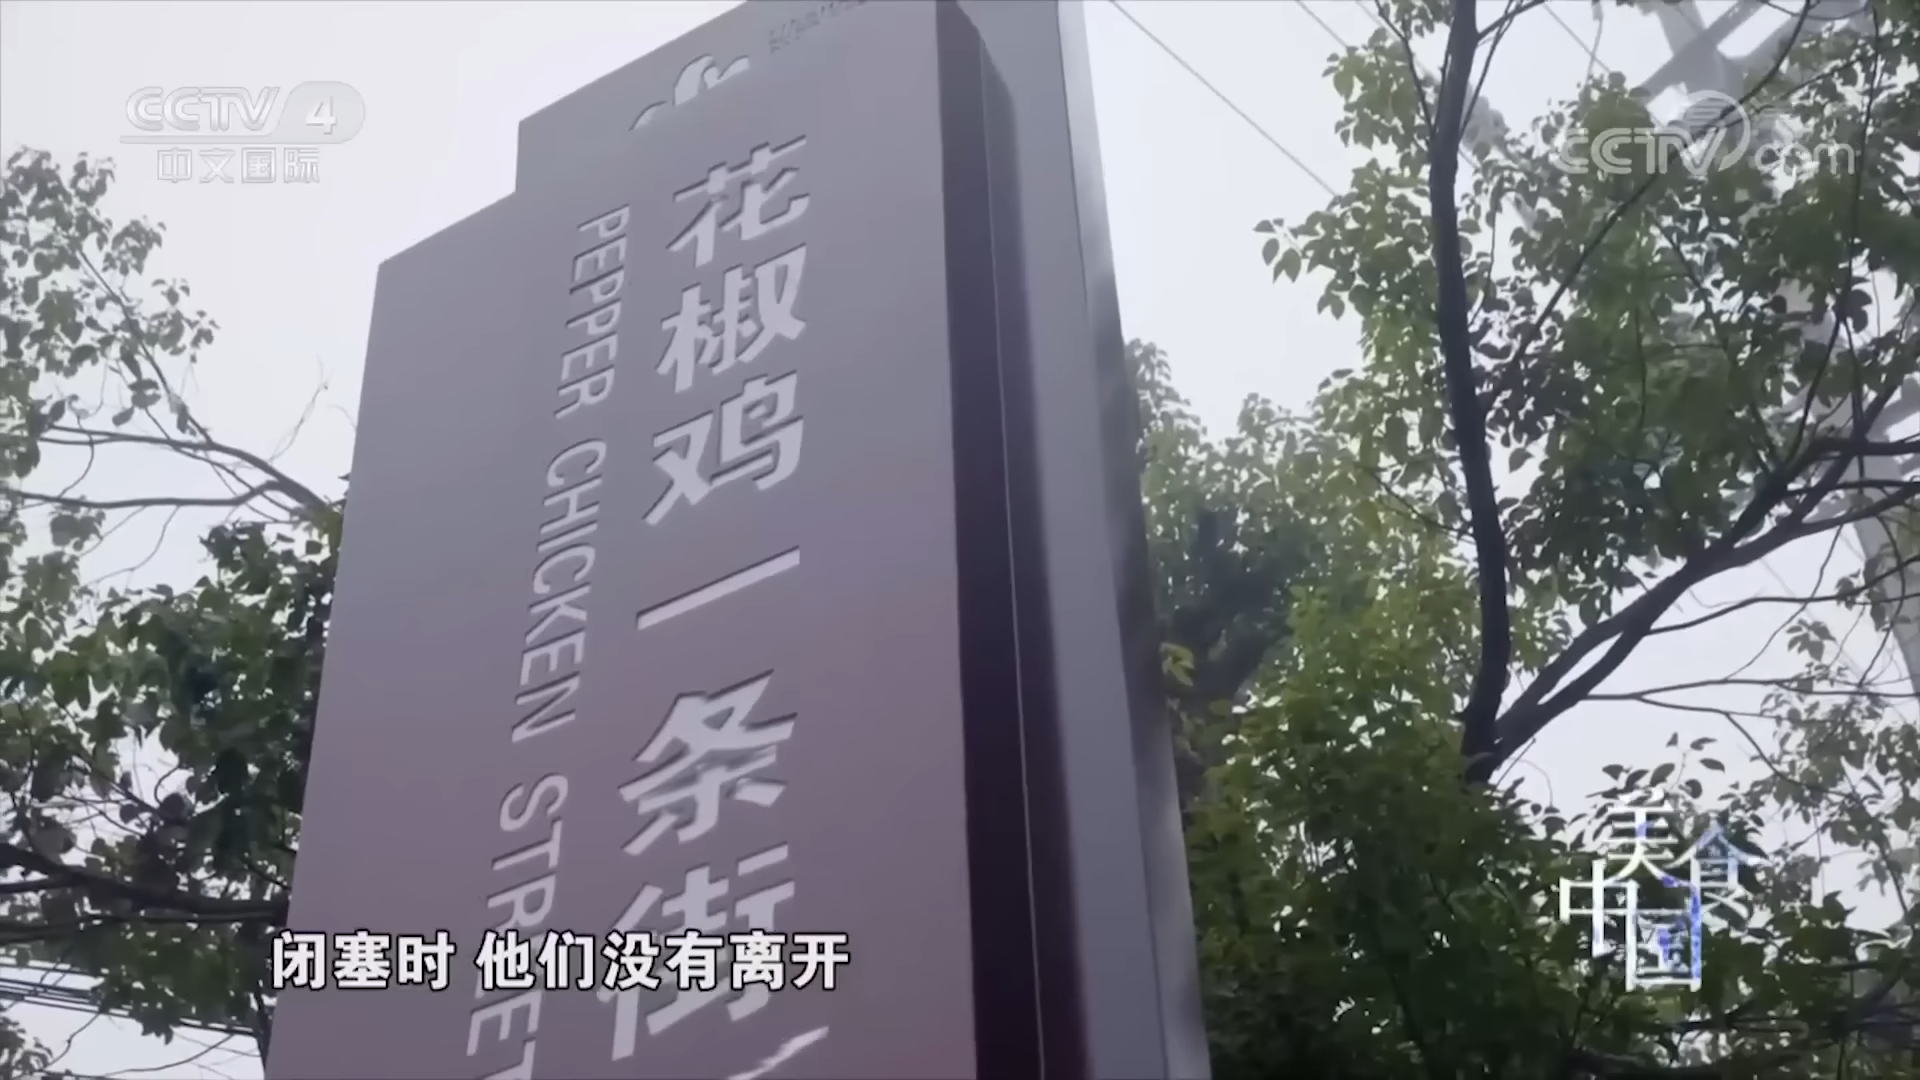 CCTV 4
中文国际
CCTV.com
花椒鸡一条街
PEPPER CHICKEN STREET
美食中国
闭塞时 他们没有离开